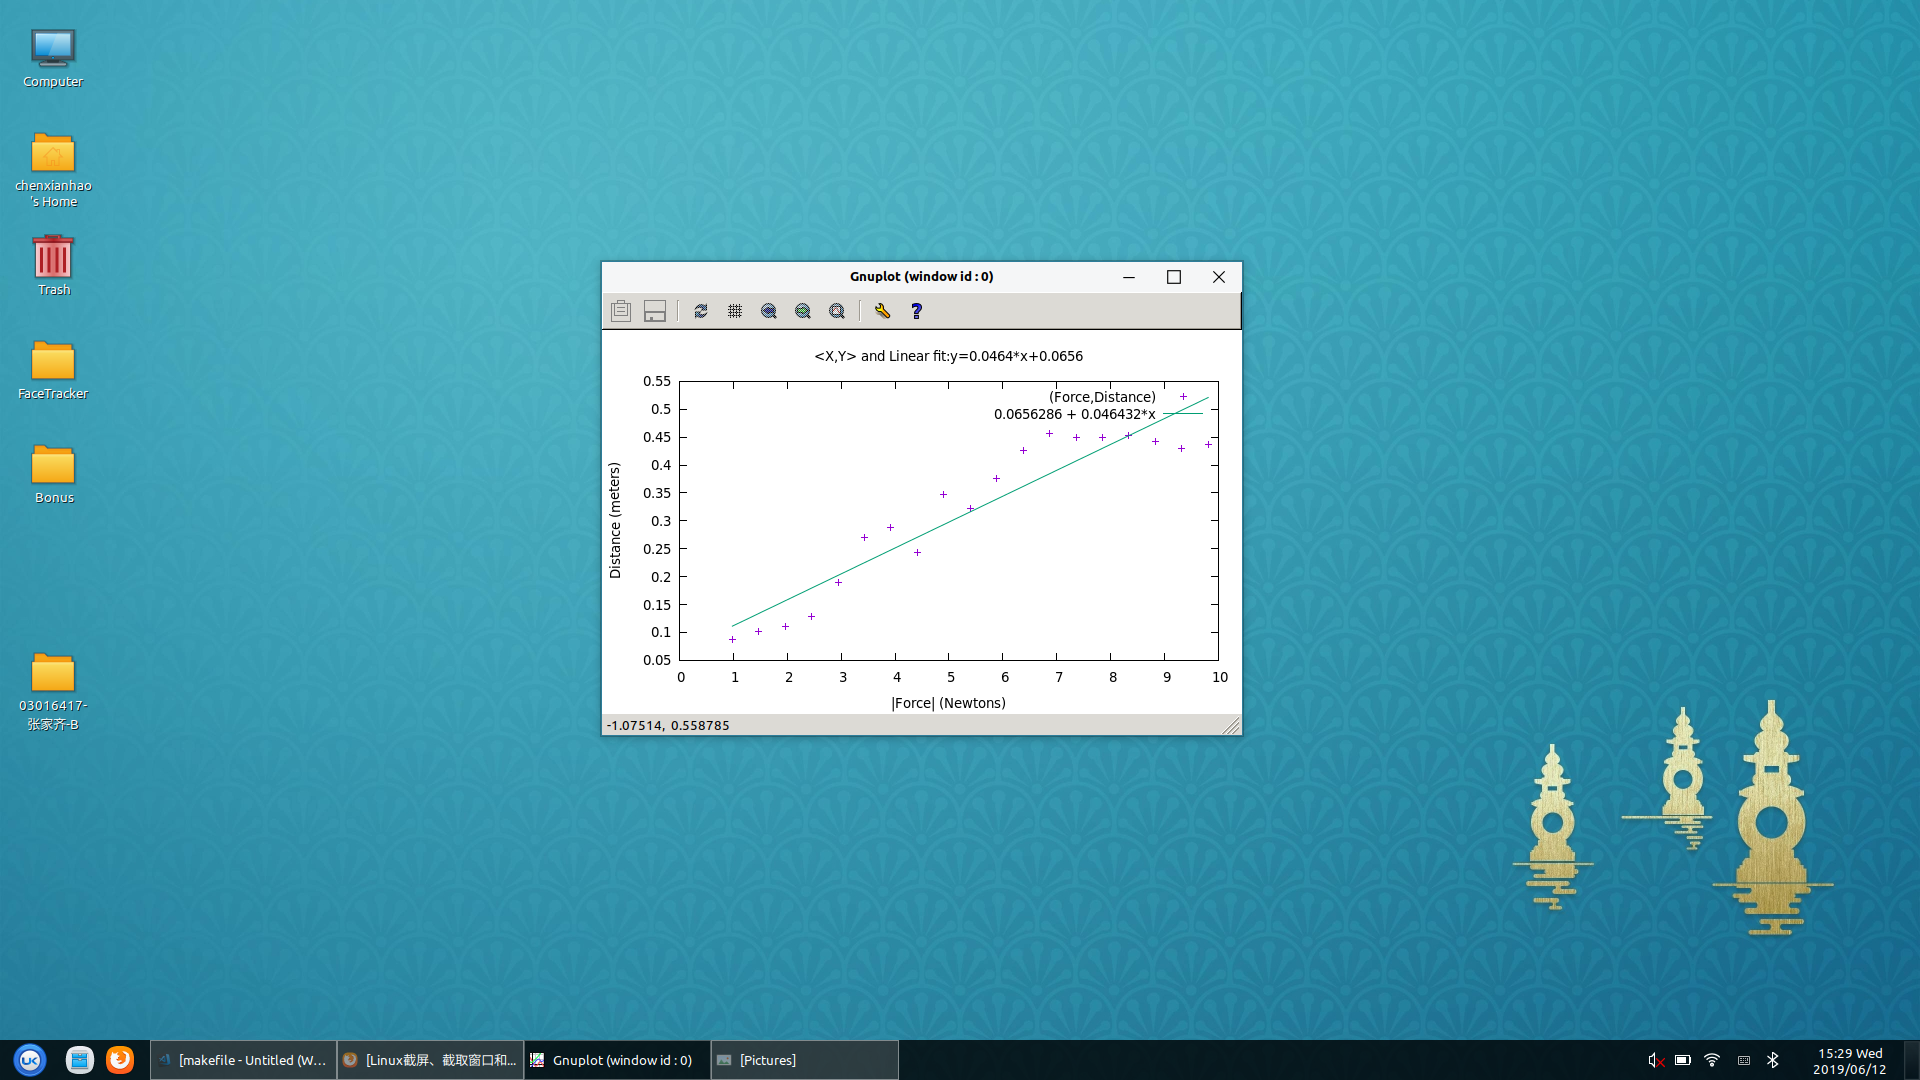 Computer
chenxianhao
's Home
Trash
FaceTracker
Bonus
03016417-
张家齐-B
Gnuplot (window id : 0)
<X,Y> and Linear fit:y=0.0464*x+0.0656
(Force,Distance)
0.0656286 + 0.046432*x
0.55
0.5
0.45
0.4
0.35
0.3
0.25
0.2
0.15
0.1
0.05
Distance (meters)
0 1 2 3 4 5 6 7 8 9 10
|Force| (Newtons)
-1.07514, 0.558785
[makefile - Untitled (W... [Linux截屏、截取窗口和... Gnuplot (window id : 0) [Pictures]
15:29 Wed
2019/06/12